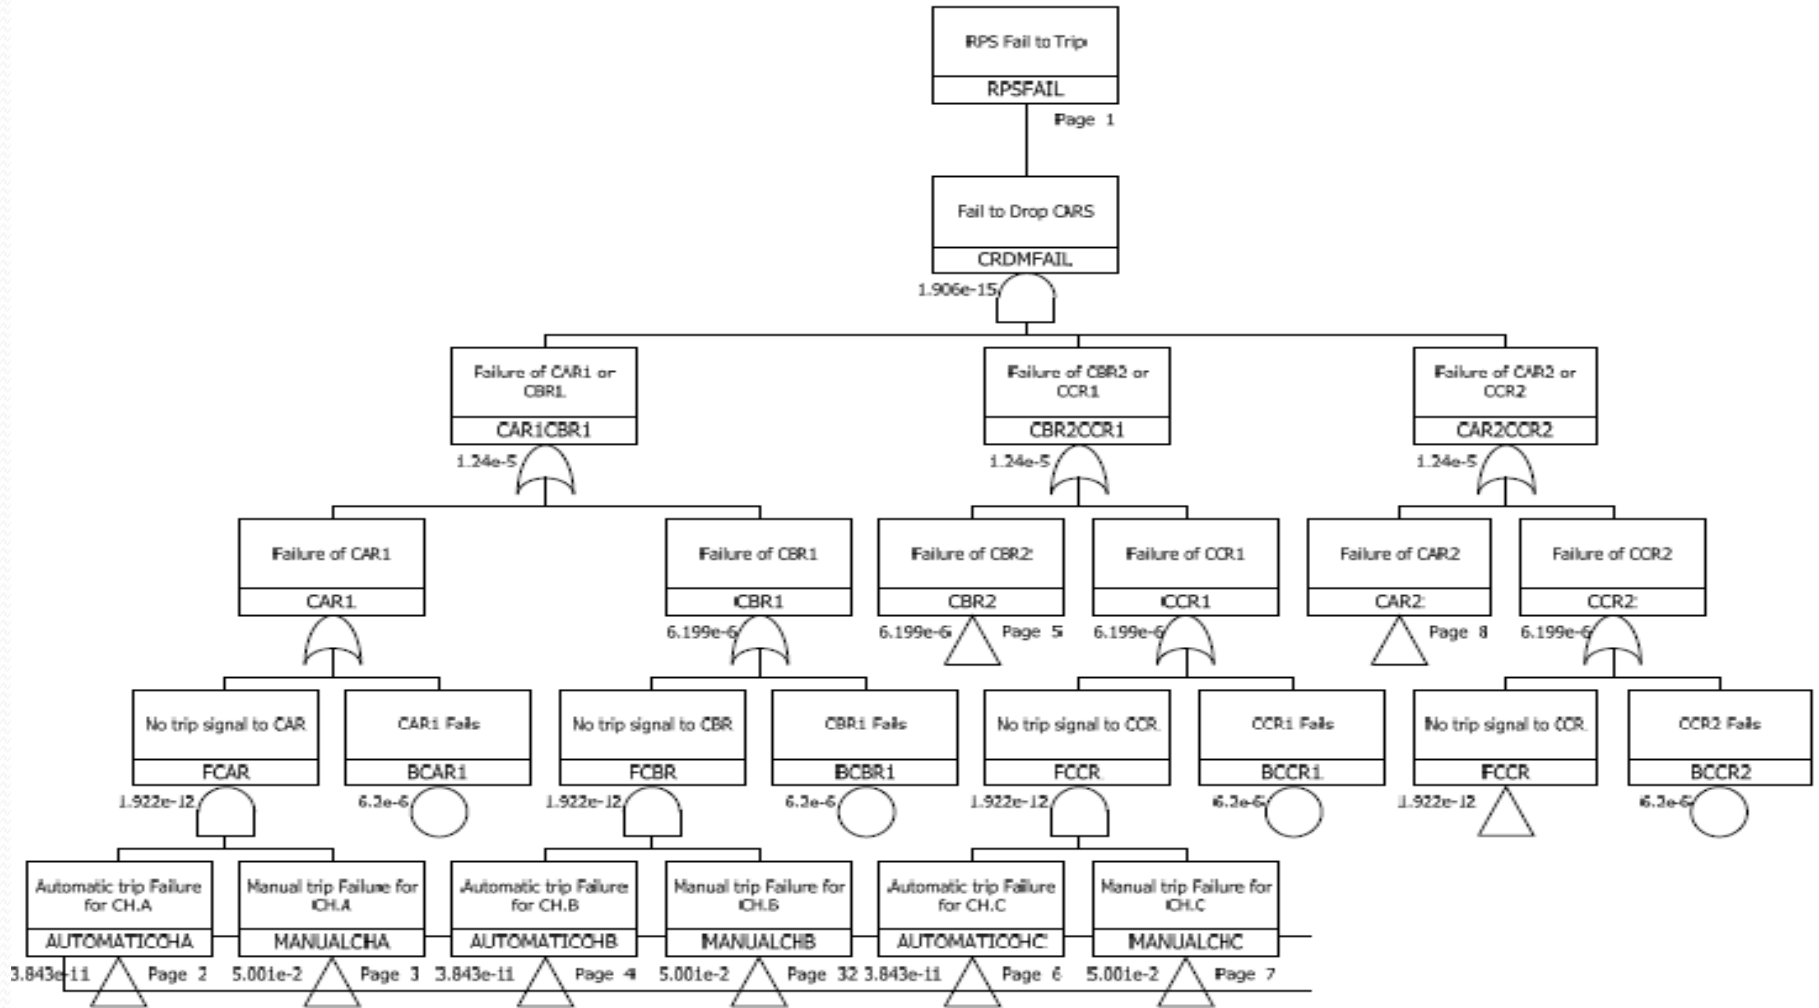 RPS Fail to Trip
RPSFAIL
Page 1
Fail to Drop CARS
CRDMFAIL
1.906e-15
Failure of CAR1 or
CBR1
CAR1CBR1
1.24e-5
Failure of CBR2 or
CCR1
CBR2CCR1
1.24e-5
Failure of CAR2 or
CCR2
CAR2CCR2
1.24e-5
Failure of CAR1
CAR1
Failure of CBR1
CBR1
6.199e-6
Failure of CBR2
CBR2
6.199e-6
Page 5
Failure of CCR1
CCR1
6.199e-6
Failure of CAR2
CAR2
Page 8
Failure of CCR2
CCR2
6.199e-6
No trip signal to CAR
FCAR
1.922e-12
CAR1 Fails
BCAR1
6.2e-6
No trip signal to CBR
FCBR
1.922e-12
CBR1 Fails
BCBR1
6.2e-6
No trip signal to CCR
FCCR
1.922e-12
CCR1 Fails
BCCR1
6.2e-6
No trip signal to CCR
FCCR
1.922e-12
CCR2 Fails
BCCR2
6.2e-6
Automatic trip Failure
for CH.A
AUTOMATICCHA
3.843e-11
Page 2
Manual trip Failure for
CH.A
MANUALCHA
5.001e-2
Page 3
Automatic trip Failure
for CH.B
AUTOMATICCHB
3.843e-11
Page 4
Manual trip Failure for
CH.B
MANUALCHB
5.001e-2
Page 32
Automatic trip Failure
for CH.C
AUTOMATICCHC
3.843e-11
Page 6
Manual trip Failure for
CH.C
MANUALCHC
5.001e-2
Page 7